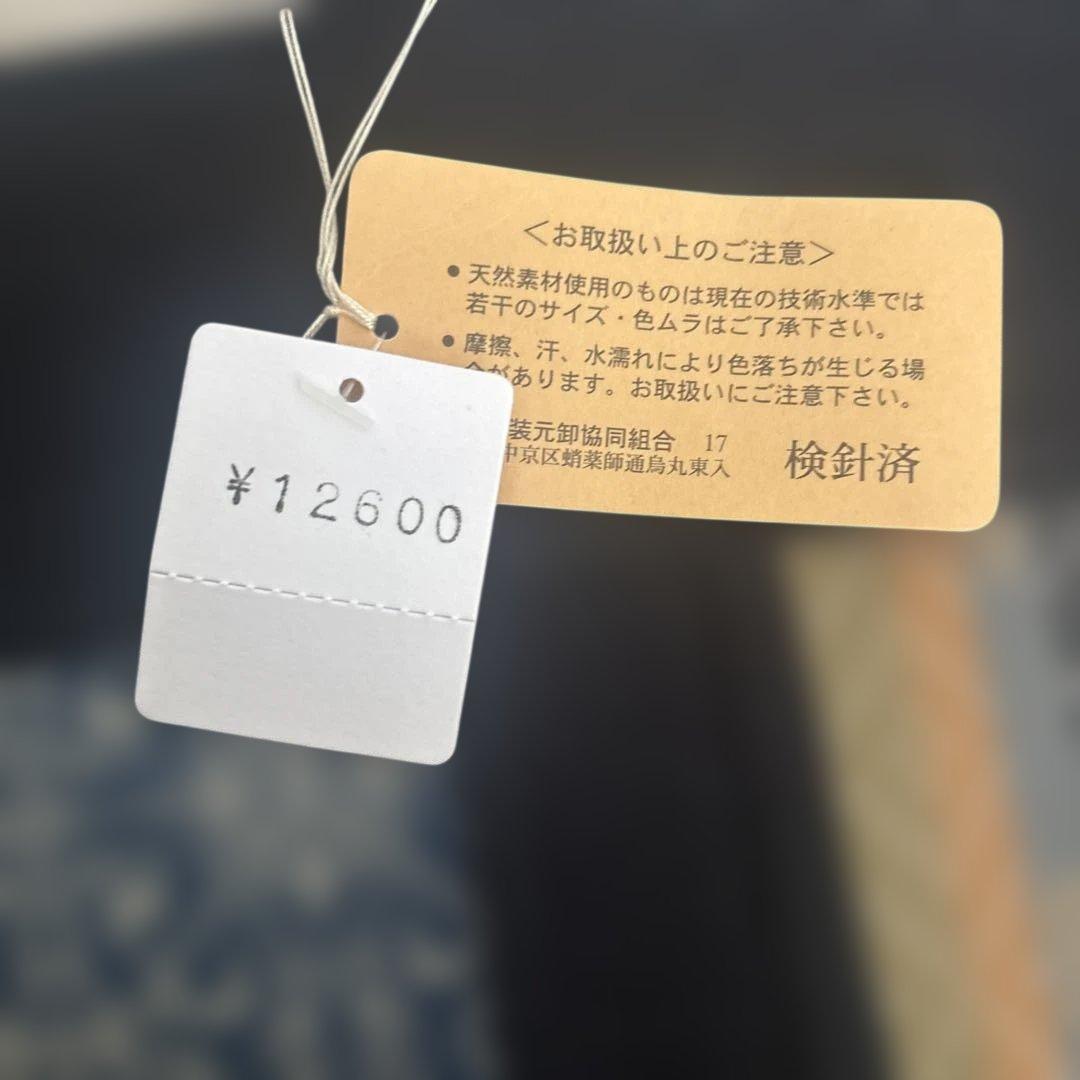 ＜お取扱い上のご注意＞
●天然素材使用のものは現在の技術水準では
若干のサイズ・色ムラはご了承下さい。
●摩擦、汗、水濡れにより色落ちが生じる場
合があります。お取扱いにご注意下さい。
装元卸協同組合 17
中京区蛸薬師通烏丸東入
検針済
¥12600